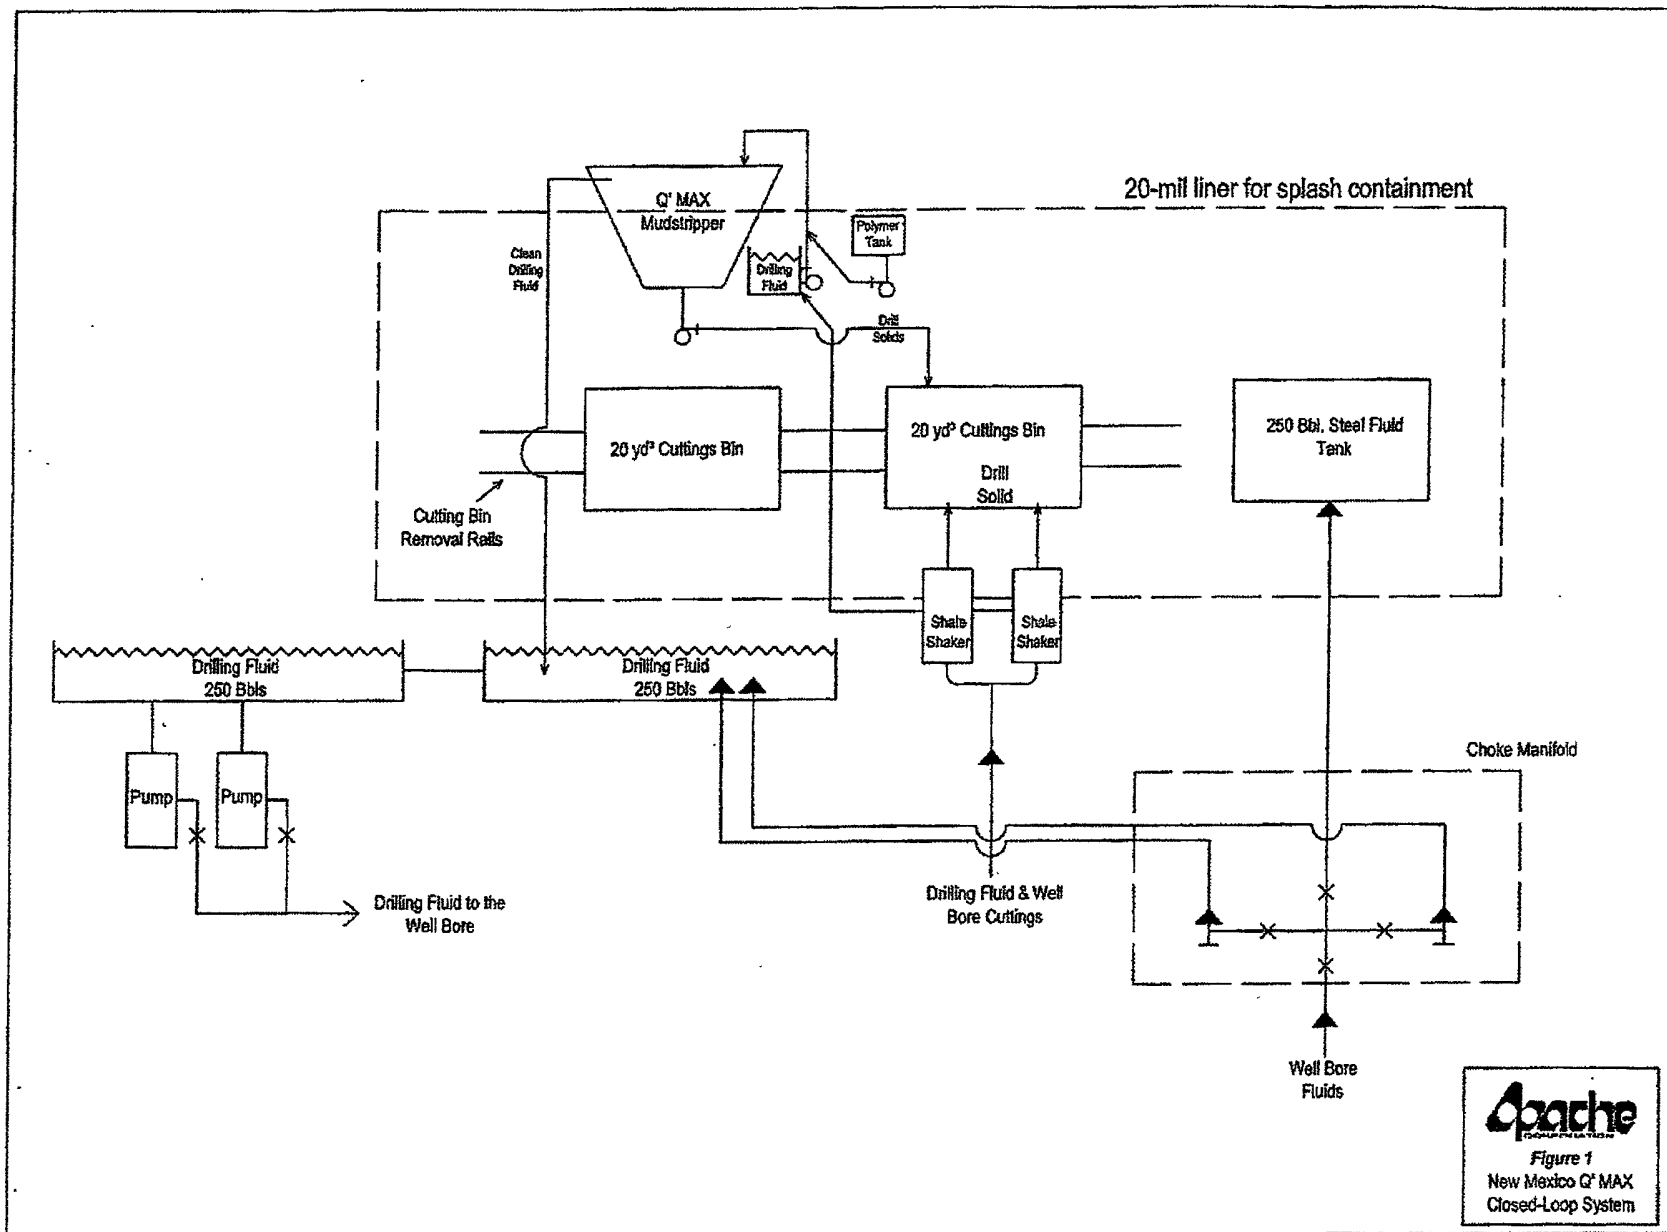 20-mil liner for splash containment
Q' MAX
Mudstripper
Polymer
Tank
Clean
Drilling
Fluid
Drilling
Fluid
Drill
Solids
20 yd³ Cuttings Bin
20 yd³ Cuttings Bin
Drill
Solid
250 Bbl. Steel Fluid
Tank
Cutting Bin
Removal Rails
Shale
Shaker
Shale
Shaker
Drilling Fluid
250 Bbls
Drilling Fluid
250 Bbls
Choke Manifold
Pump
Pump
Drilling Fluid to the
Well Bore
Drilling Fluid & Well
Bore Cuttings
Well Bore
Fluids
Apache
CORPORATION
Figure 1
New Mexico Q' MAX
Closed-Loop System